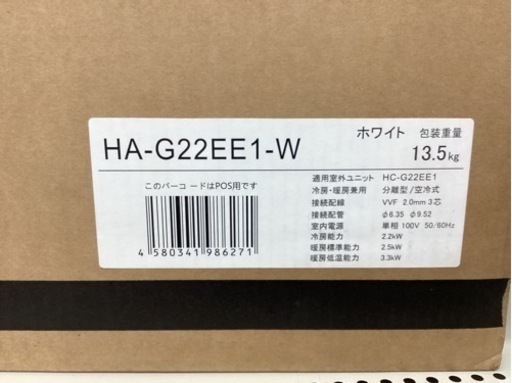 ホワイト 包装重量
HA-G22EE1-W 13.5kg
このバーコードはPOS用です
4 580341 986271
適用室外ユニット HC-G22EE1
冷房・暖房兼用 分離型/空冷式
接続配線 VVF 2.0mm 3芯
接続配管 φ6.35 φ9.52
室内電源 単相 100V 50/60Hz
冷房能力 2.2kW
暖房標準能力 2.5kW
暖房低温能力 3.3kW